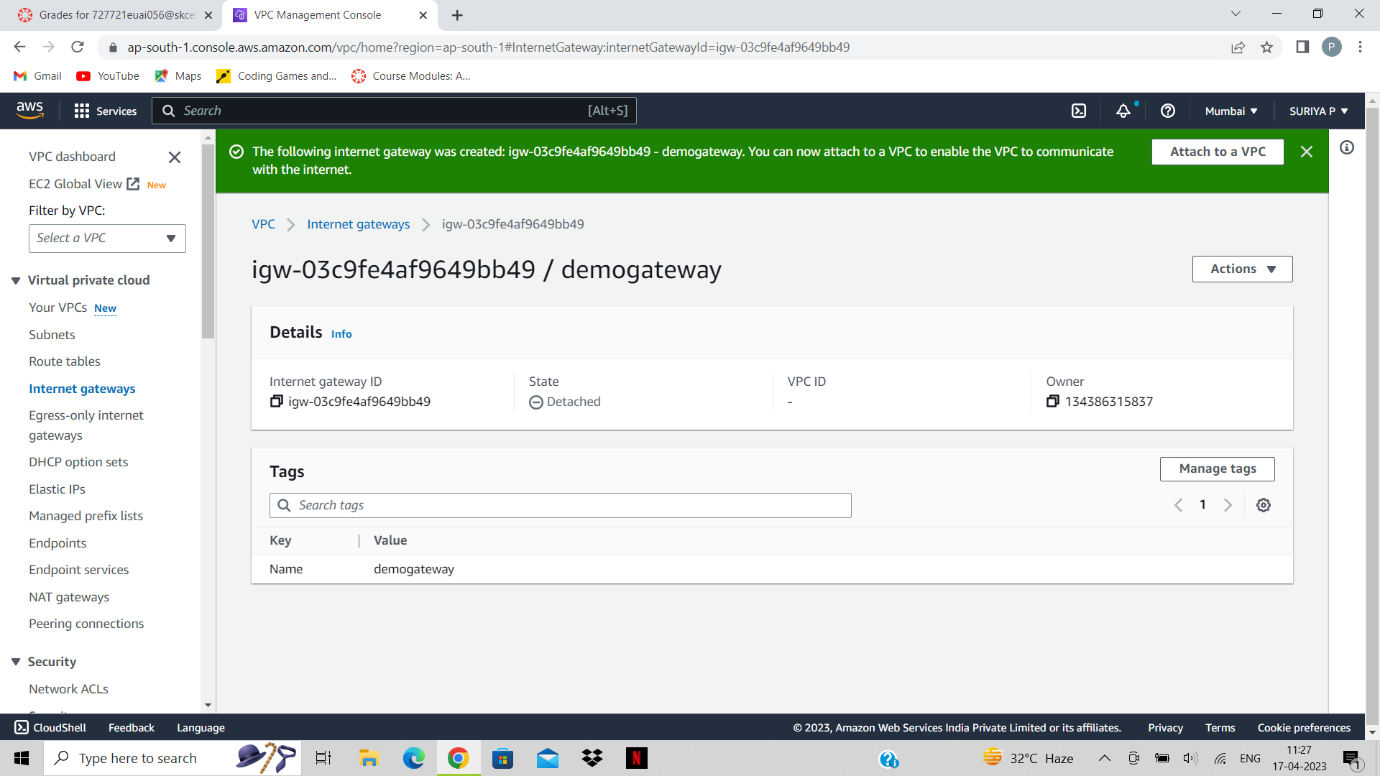 Grades for 727721euai056@skce
VPC Management Console
ap-south-1.console.aws.amazon.com/vpc/home?region=ap-south-1#InternetGateway:internetGatewayId=igw-03c9fe4af9649bb49
P
Gmail
YouTube
Maps
Coding Games and...
Course Modules: A...
aws
Services
Search
[Alt+S]
Mumbai
SURIYA P
VPC dashboard
EC2 Global View New
Filter by VPC:
Select a VPC
Virtual private cloud
Your VPCs New
Subnets
Route tables
Internet gateways
Egress-only internet
gateways
DHCP option sets
Elastic IPs
Managed prefix lists
Endpoints
Endpoint services
NAT gateways
Peering connections
Security
Network ACLs
The following internet gateway was created: igw-03c9fe4af9649bb49 - demogateway. You can now attach to a VPC to enable the VPC to communicate
with the internet.
Attach to a VPC
VPC
Internet gateways
igw-03c9fe4af9649bb49
igw-03c9fe4af9649bb49 / demogateway
Actions
Details Info
Internet gateway ID
igw-03c9fe4af9649bb49
State
Detached
VPC ID
-
Owner
134386315837
Tags
Manage tags
Search tags
1
Key
Value
Name
demogateway
CloudShell
Feedback
Language
© 2023, Amazon Web Services India Private Limited or its affiliates.
Privacy
Terms
Cookie preferences
Type here to search
N
32°C Haze
ENG
11:27
17-04-2023
1